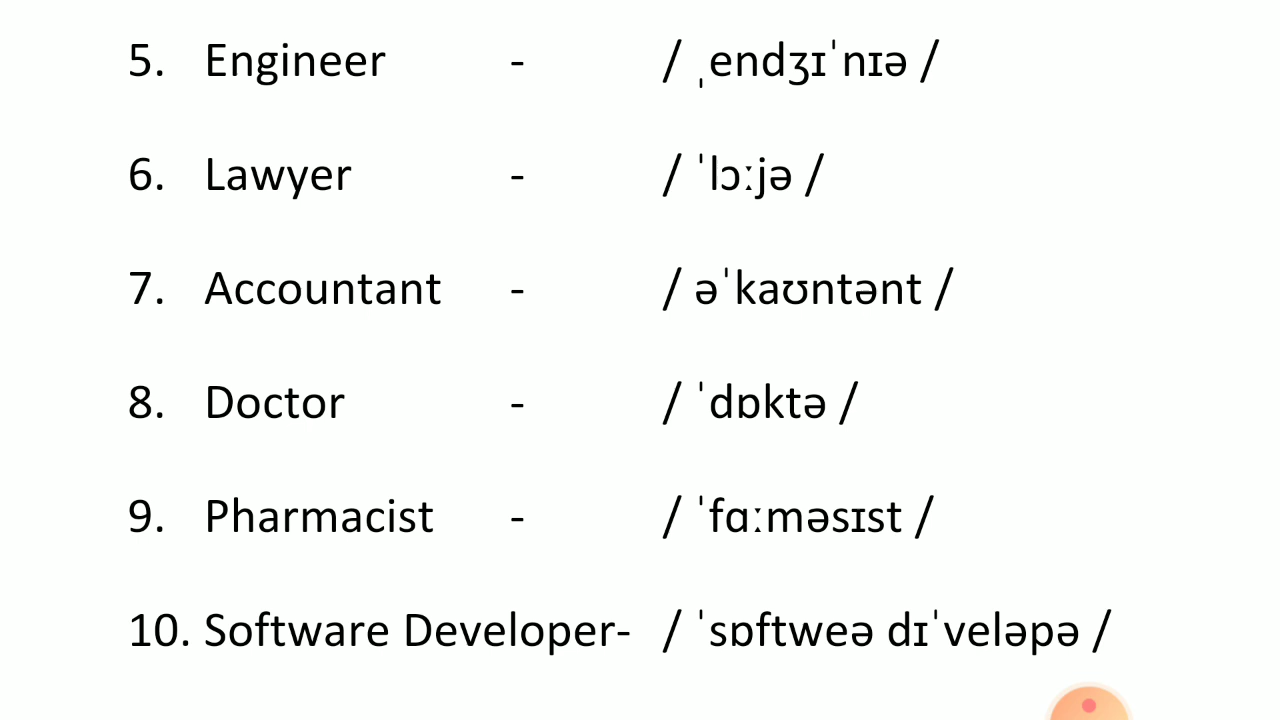 5. Engineer - / ˌendʒɪˈnɪə /
6. Lawyer - / ˈlɔːjə /
7. Accountant - / əˈkaʊntənt /
8. Doctor - / ˈdɒktə /
9. Pharmacist - / ˈfɑːməsɪst /
10. Software Developer- / ˈsɒftweə dɪˈveləpə /